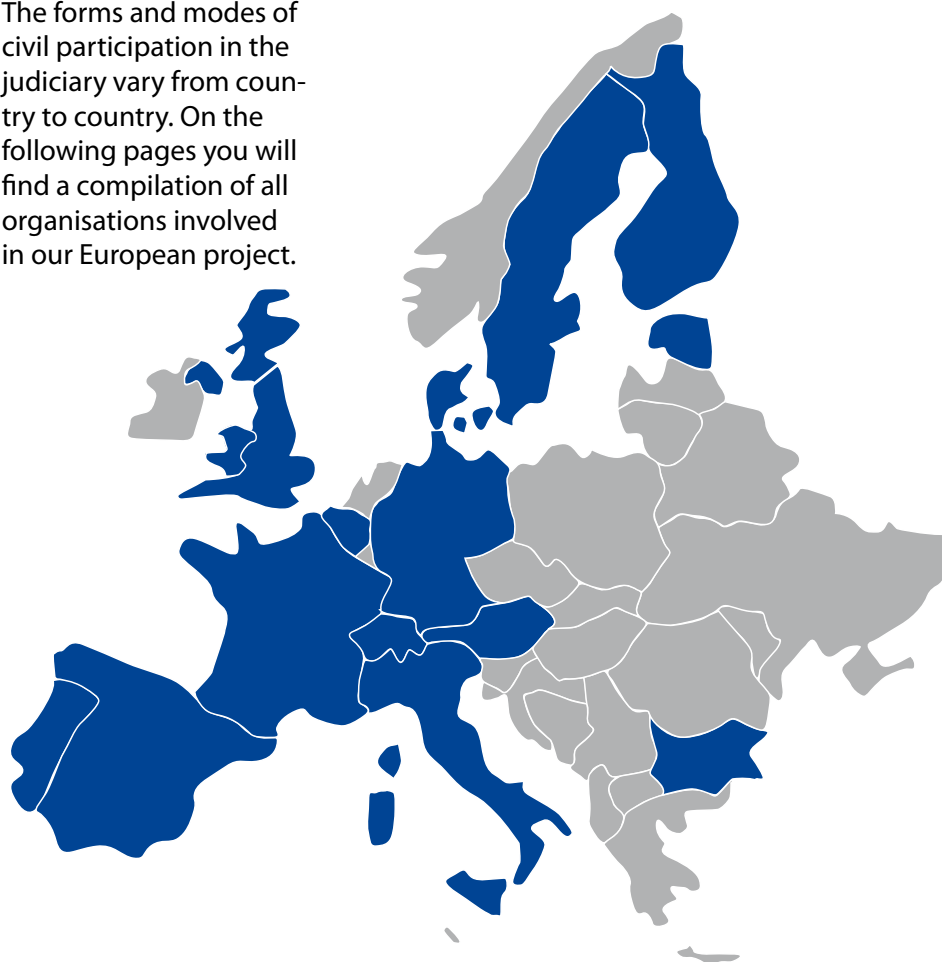 The forms and modes of
civil participation in the
judiciary vary from coun-
try to country. On the
following pages you will
find a compilation of all
organisations involved
in our European project.